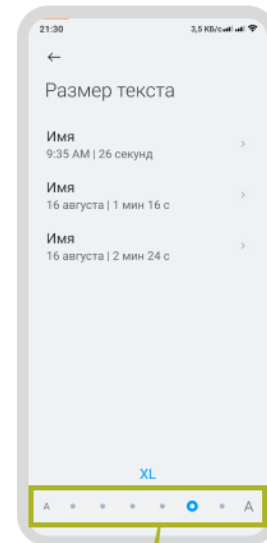 21:30 3,5 КБ/с
←
Размер текста
Имя
9:35 AM | 26 секунд
>
Имя
16 августа | 1 мин 16 с
>
Имя
16 августа | 2 мин 24 с
>
XL
A A